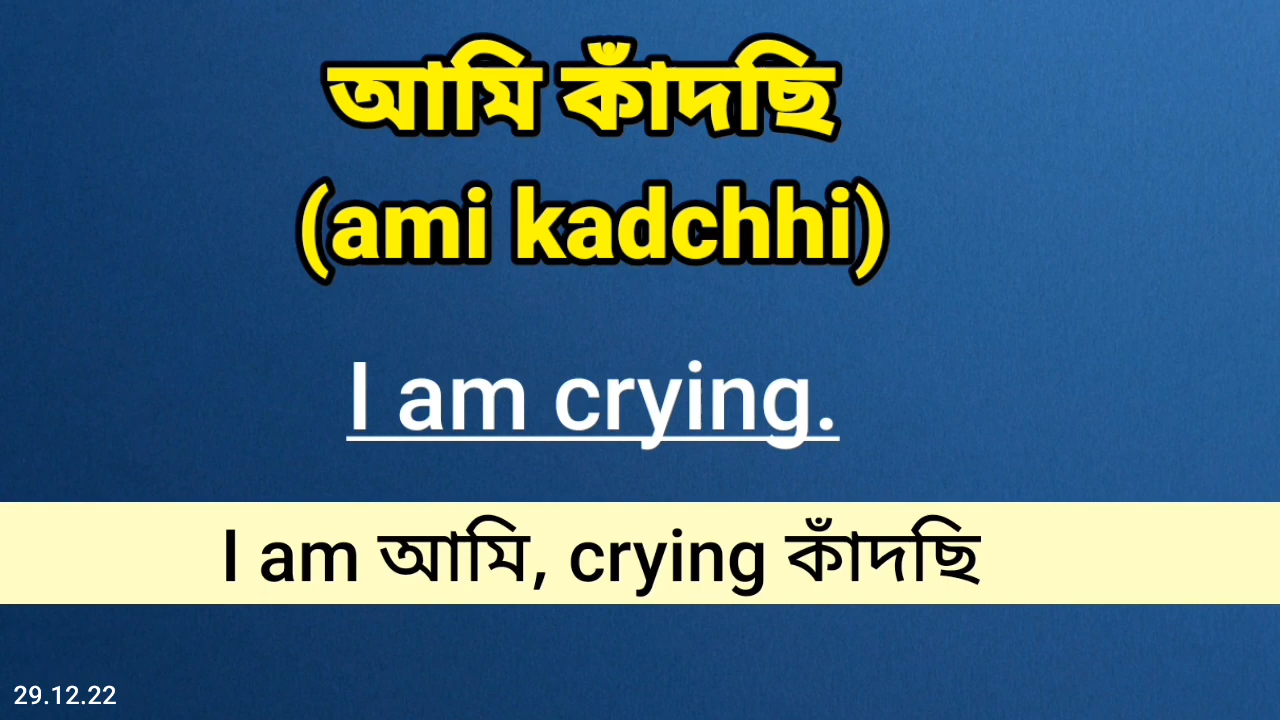 আমি কাঁদছি
(ami kadchhi)
I am crying.
I am আমি, crying কাঁদছি
29.12.22